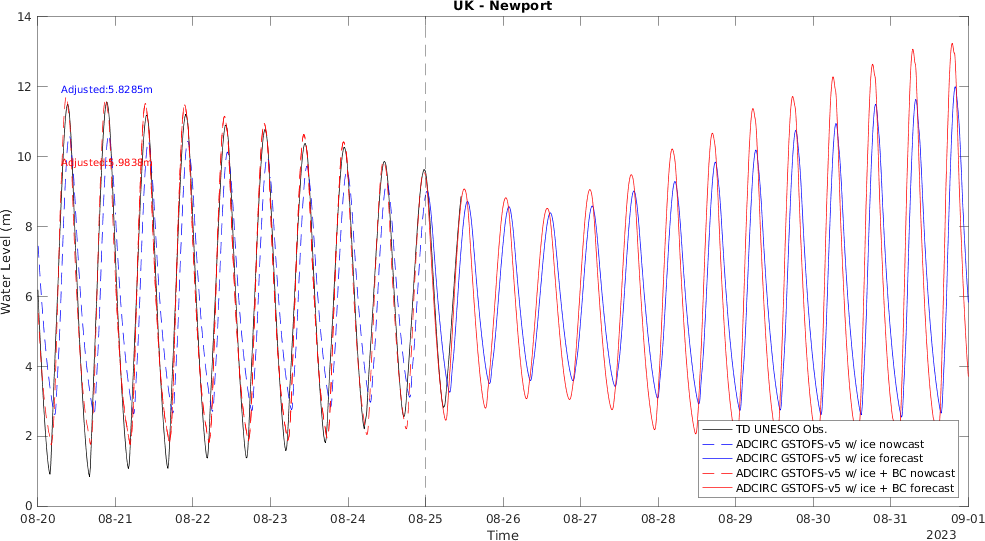 UK - Newport
14
12
10
8
6
4
2
0
Water Level (m)
Adjusted:5.8285m
Adjusted:5.9838m
TD UNESCO Obs.
ADCIRC GSTOFS-v5 w/ ice nowcast
ADCIRC GSTOFS-v5 w/ ice forecast
ADCIRC GSTOFS-v5 w/ ice + BC nowcast
ADCIRC GSTOFS-v5 w/ ice + BC forecast
08-20 08-21 08-22 08-23 08-24 08-25 08-26 08-27 08-28 08-29 08-30 08-31 09-01
Time
2023